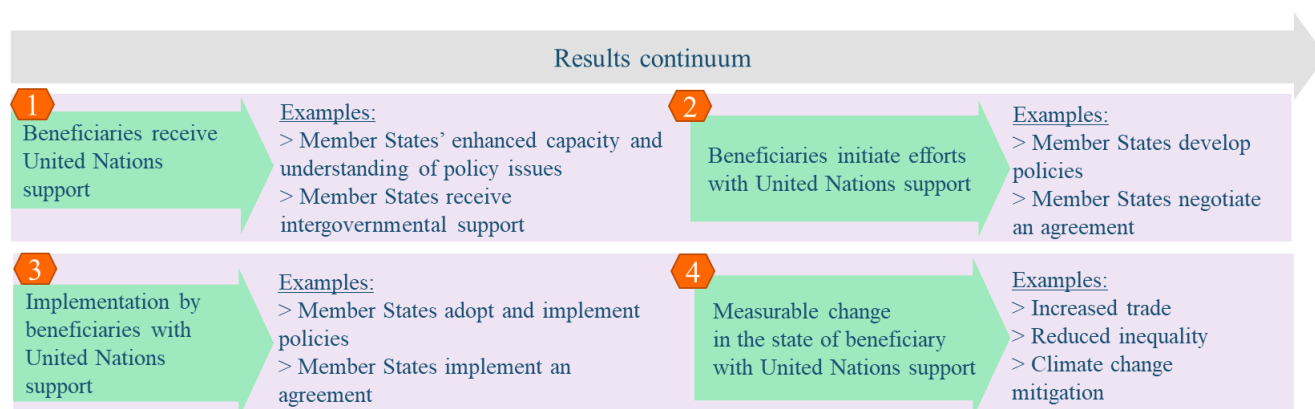 Results continuum
1
Beneficiaries receive
United Nations
support
Examples:
> Member States’ enhanced capacity and
understanding of policy issues
> Member States receive
intergovernmental support
2
Beneficiaries initiate efforts
with United Nations support
Examples:
> Member States develop
policies
> Member States negotiate
an agreement
3
Implementation by
beneficiaries with
United Nations
support
Examples:
> Member States adopt and implement
policies
> Member States implement an
agreement
4
Measurable change
in the state of beneficiary
with United Nations support
Examples:
> Increased trade
> Reduced inequality
> Climate change
mitigation